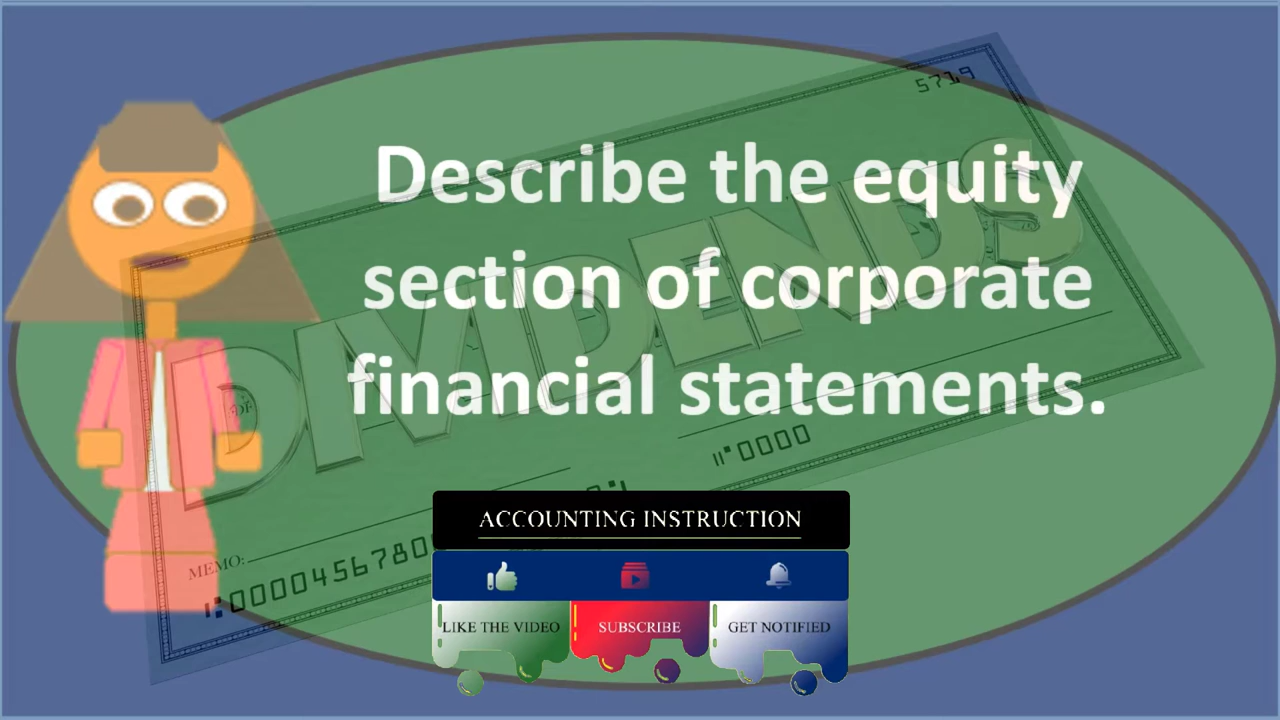 5719
DIVIDENDS
Describe the equity
section of corporate
financial statements.
0000
MEMO:
ACCOUNTING INSTRUCTION
LIKE THE VIDEO
SUBSCRIBE
GET NOTIFIED